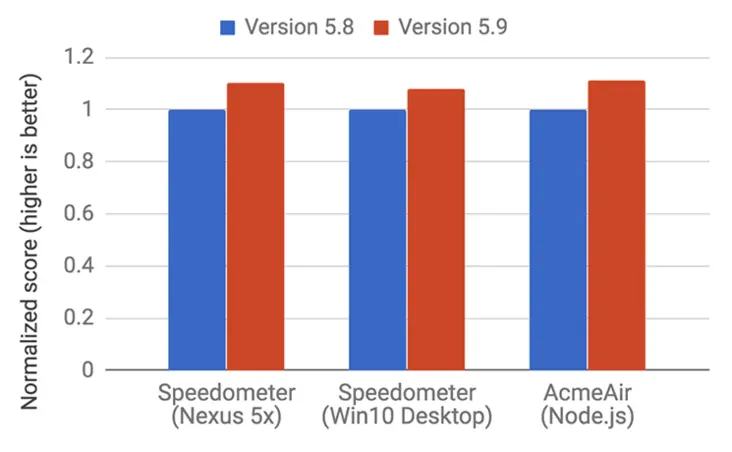 Version 5.8 Version 5.9
Normalized score (higher is better)
1.2
1
0.8
0.6
0.4
0.2
0
Speedometer
(Nexus 5x)
Speedometer
(Win10 Desktop)
AcmeAir
(Node.js)